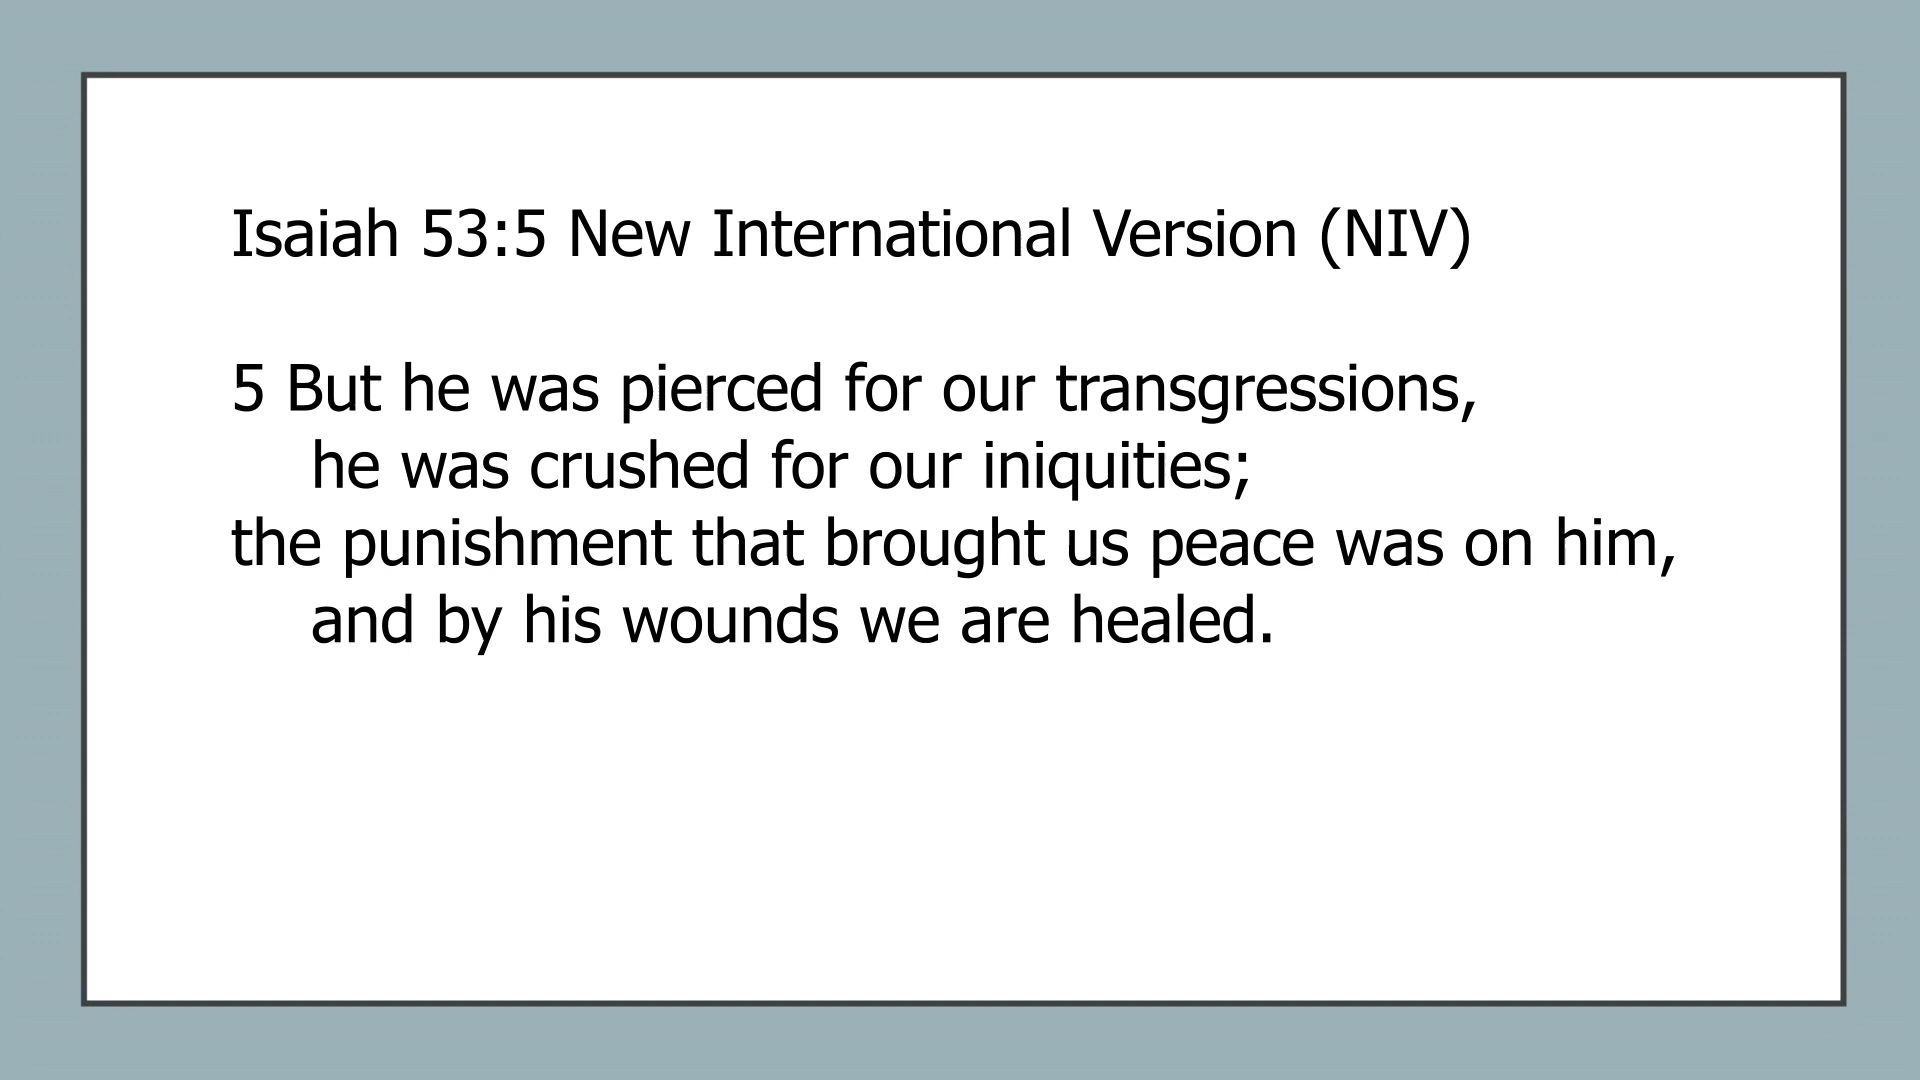 Isaiah 53:5 New International Version (NIV)
5 But he was pierced for our transgressions,
he was crushed for our iniquities;
the punishment that brought us peace was on him,
and by his wounds we are healed.